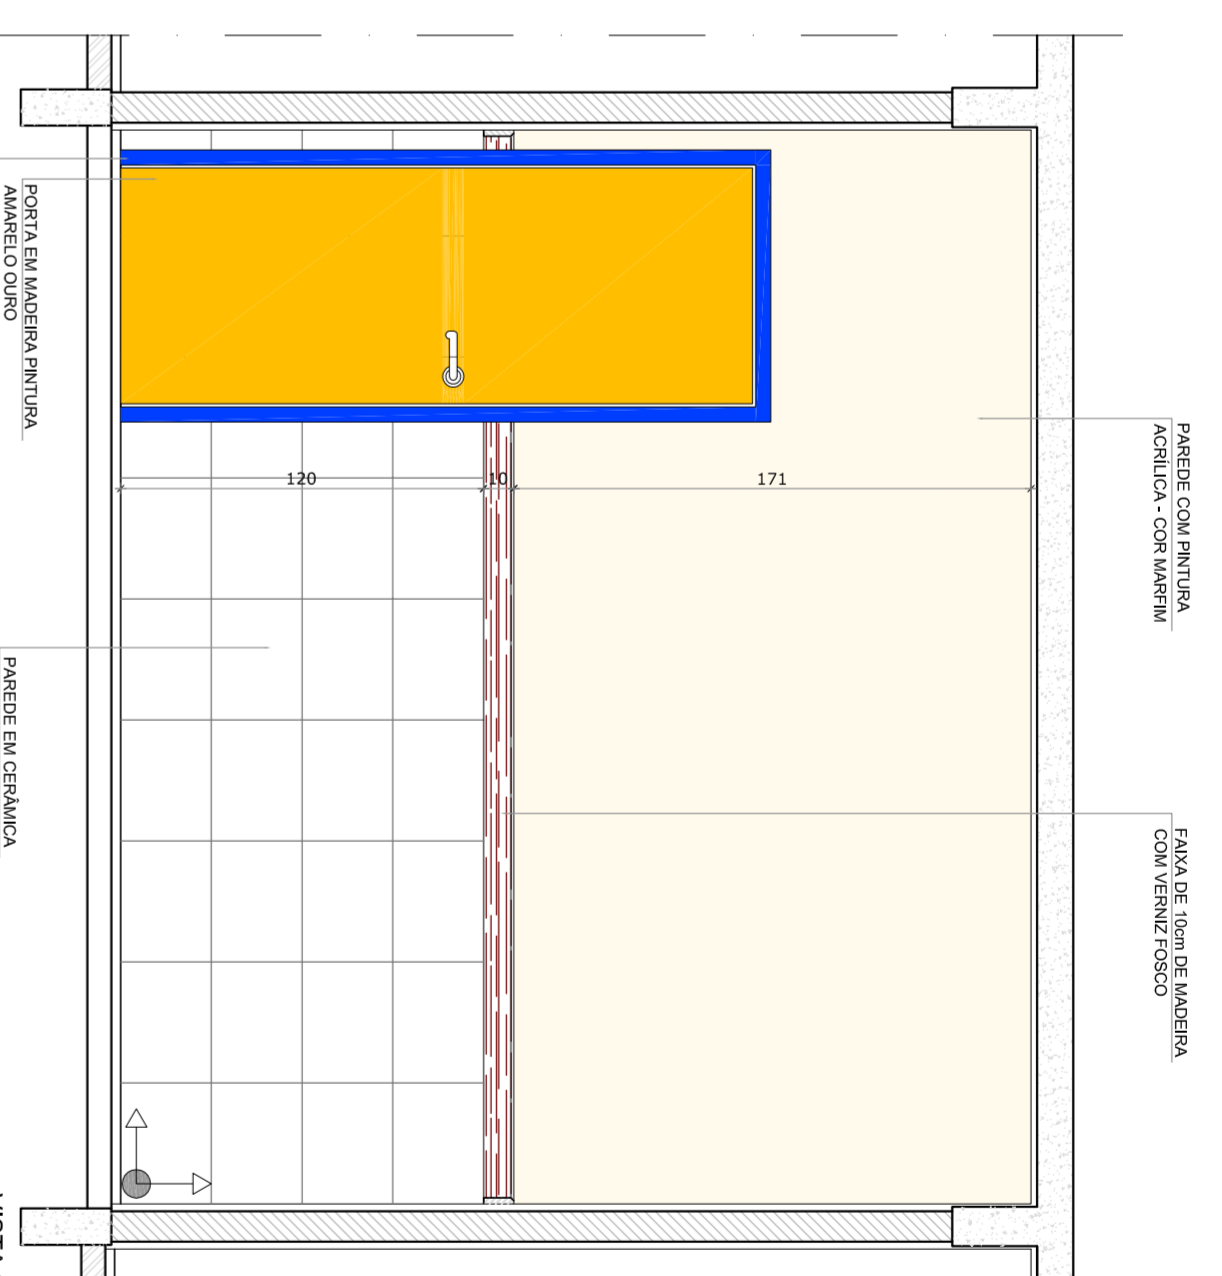 PORTA EM MADEIRA PINTURA
AMARELO OURO
PAREDE EM CERÂMICA
120
10
171
PAREDE COM PINTURA
ACRÍLICA - COR MARFIM
FAIXA DE 10cm DE MADEIRA
COM VERNIZ FOSCO